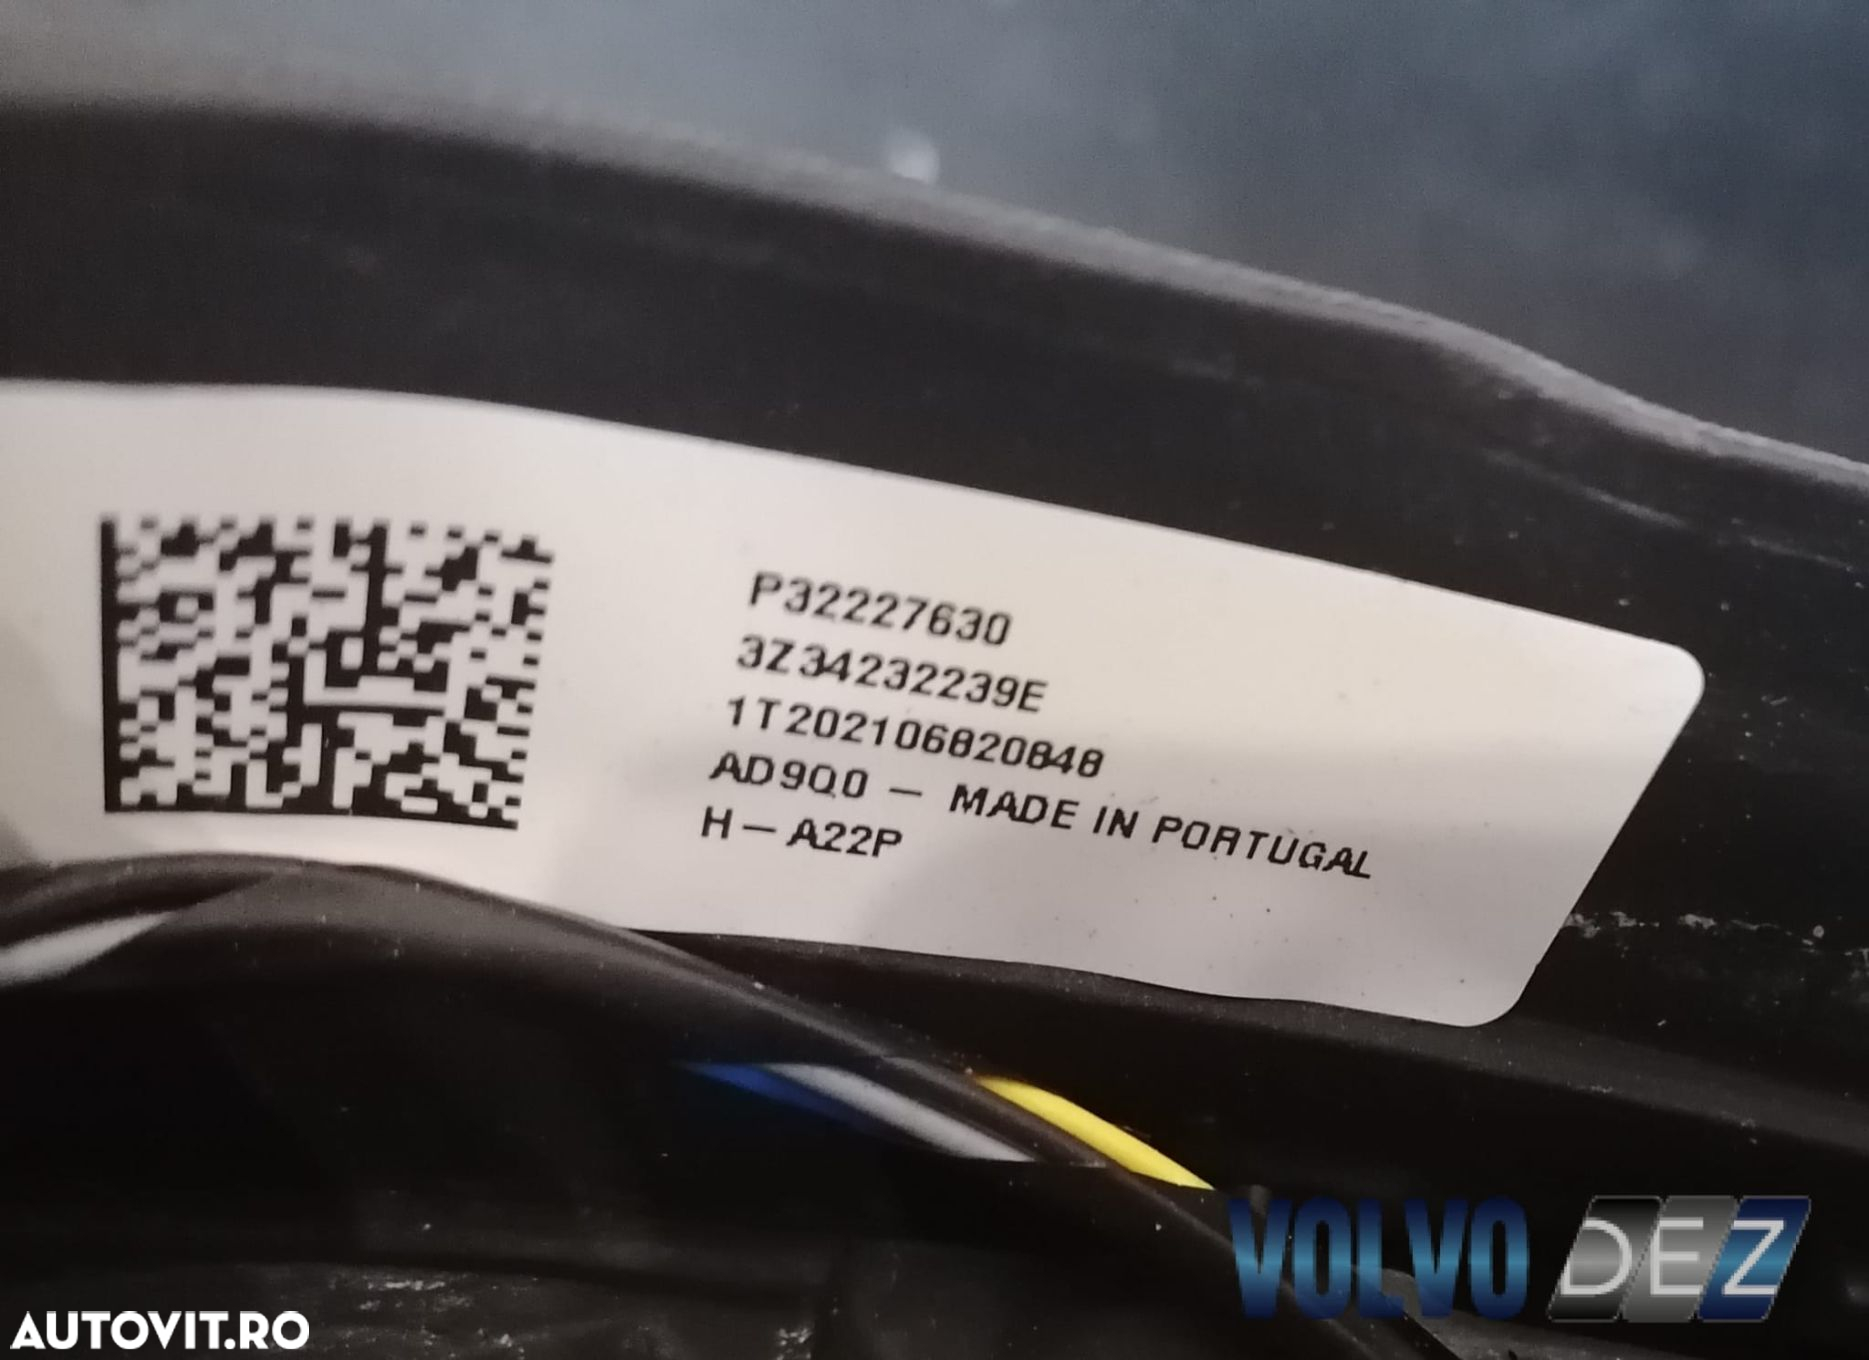 P32227630
3Z34232239E
1T202106820848
AD9Q0 — MADE IN PORTUGAL
H — A22P
VOLVO DEZ
AUTOVIT.RO